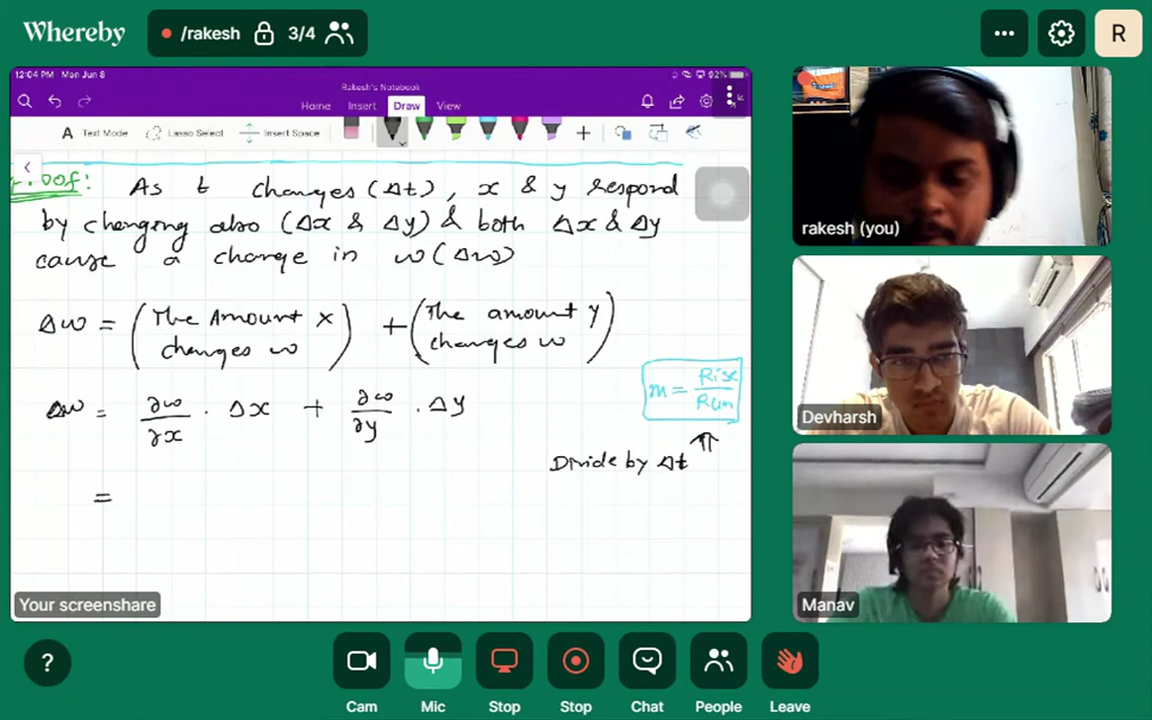 Whereby
/rakesh 3/4
R
12:04 PM Mon Jun 8
92%
Rakesh's Notebook
Home Insert Draw View
A Text Mode Lasso Select Insert Space
Proof: As t changes (Δt), x & y respond
by changing also (Δx & Δy) & both Δx & Δy
cause a change in w (Δw)
Δw = (The Amount x changes w) + (The amount y changes w)
m = Rise/Run
Δw = ∂w/∂x · Δx + ∂w/∂y · Δy
Divide by Δt ⇑
=
Your screenshare
rakesh (you)
Devharsh
Manav
?
Cam Mic Stop Stop Chat People Leave